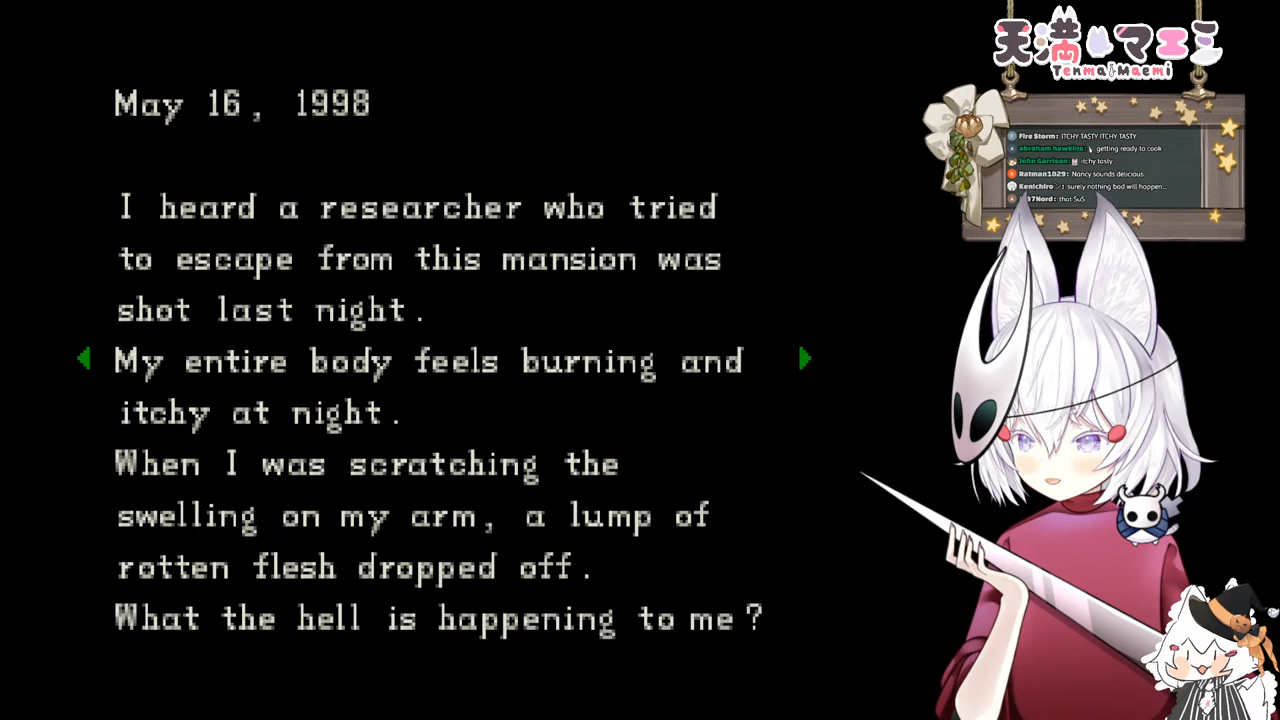 May 16, 1998
I heard a researcher who tried
to escape from this mansion was
shot last night.
My entire body feels burning and
itchy at night.
When I was scratching the
swelling on my arm, a lump of
rotten flesh dropped off.
What the hell is happening to me?
天満マエミ
Tenma Maemi
Fire Storm: ITCHY TASTY ITCHY TASTY
abraham hawkins: getting ready to cook
John Garrison: itchy tasty
Ratman1029: Nancy sounds delicious
Kenichiro: surely nothing bad will happen...
thot SuS